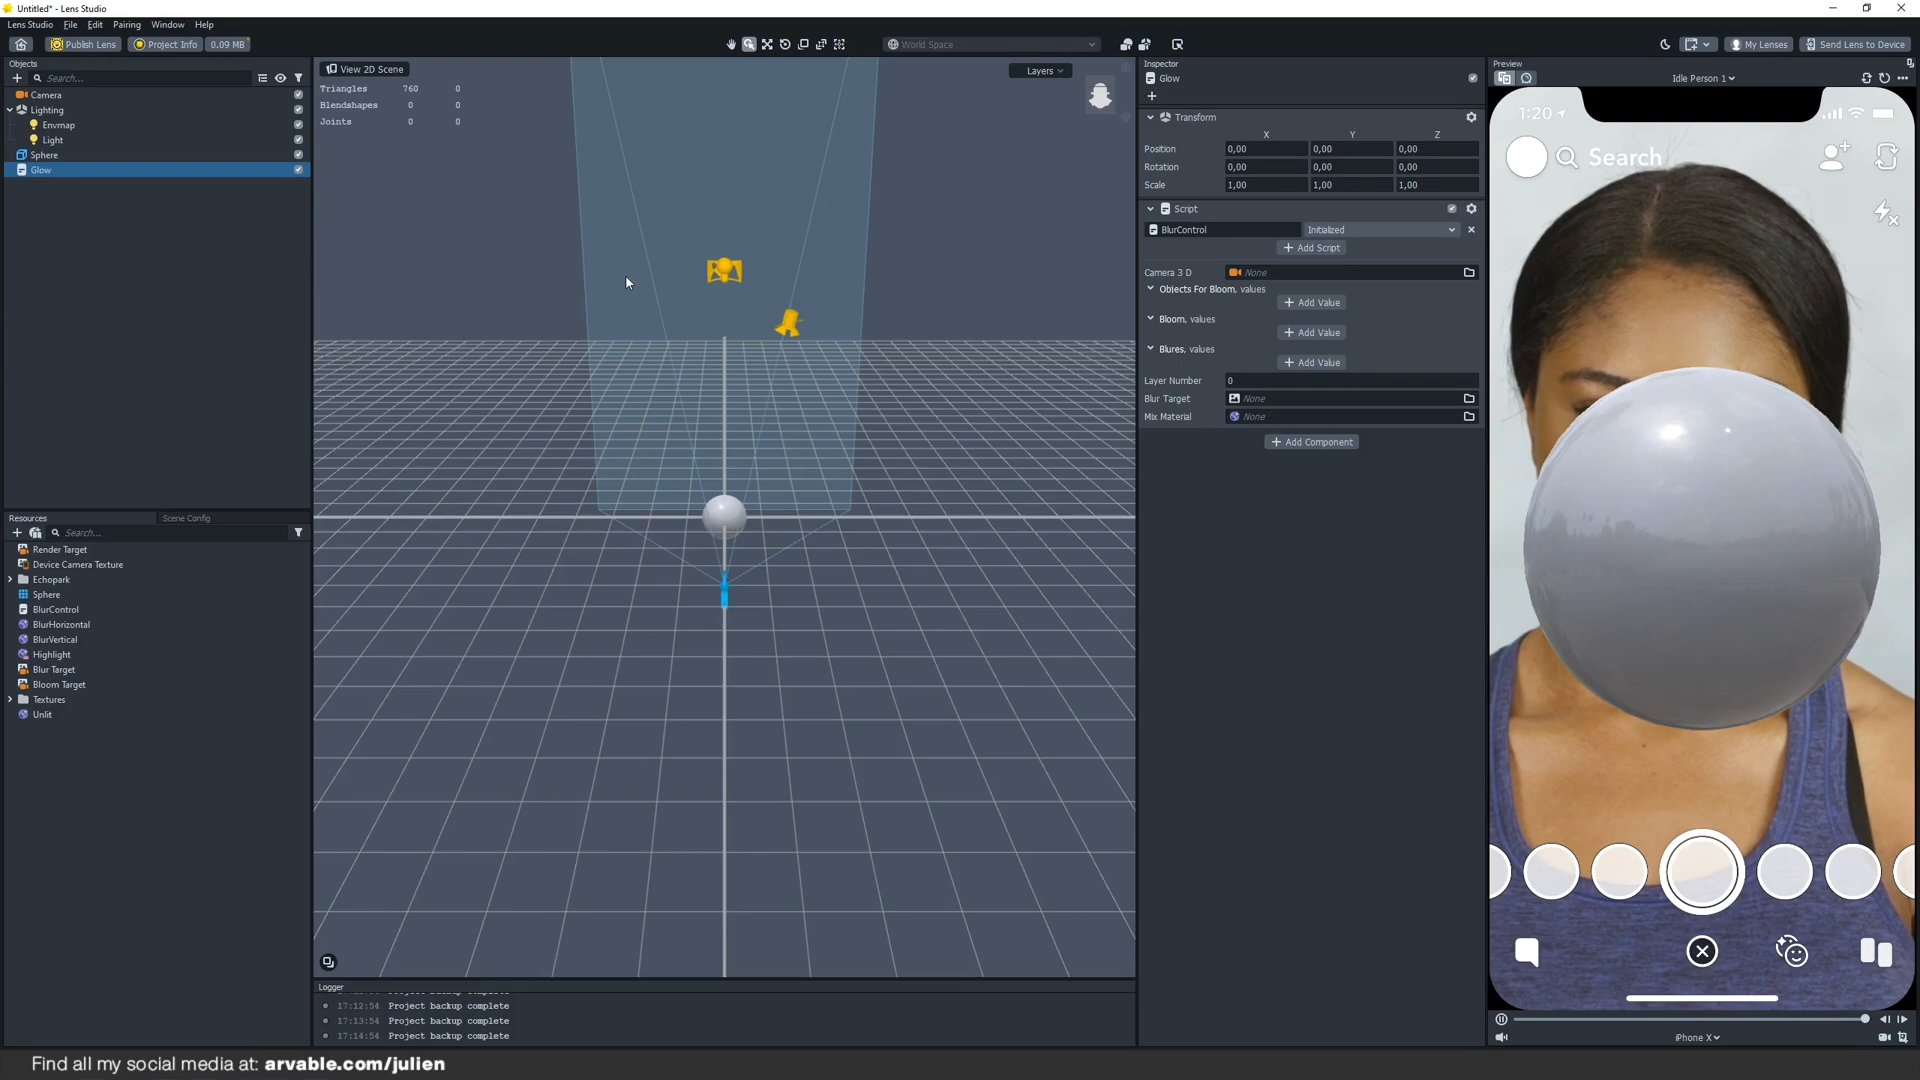 Untitled* - Lens Studio
Lens Studio File Edit Pairing Window Help
Publish Lens Project Info 0.09 MB
World Space
My Lenses Send Lens to Device
Objects
Search...
Camera
Lighting
Envmap
Light
Sphere
Glow
Resources Scene Config
Search...
Render Target
Device Camera Texture
Echopark
Sphere
BlurControl
BlurHorizontal
BlurVertical
Highlight
Blur Target
Bloom Target
Textures
Unlit
View 2D Scene
Layers
Triangles 760 0
Blendshapes 0 0
Joints 0 0
Logger
17:12:54 Project backup complete
17:13:54 Project backup complete
17:14:54 Project backup complete
Inspector
Glow
Transform
X Y Z
Position 0,00 0,00 0,00
Rotation 0,00 0,00 0,00
Scale 1,00 1,00 1,00
Script
BlurControl Initialized
Add Script
Camera 3 D None
Objects For Bloom, values
Add Value
Bloom, values
Add Value
Blures, values
Add Value
Layer Number 0
Blur Target None
Mix Material None
Add Component
Preview
Idle Person 1
1:20
Search
iPhone X
Find all my social media at: arvable.com/julien